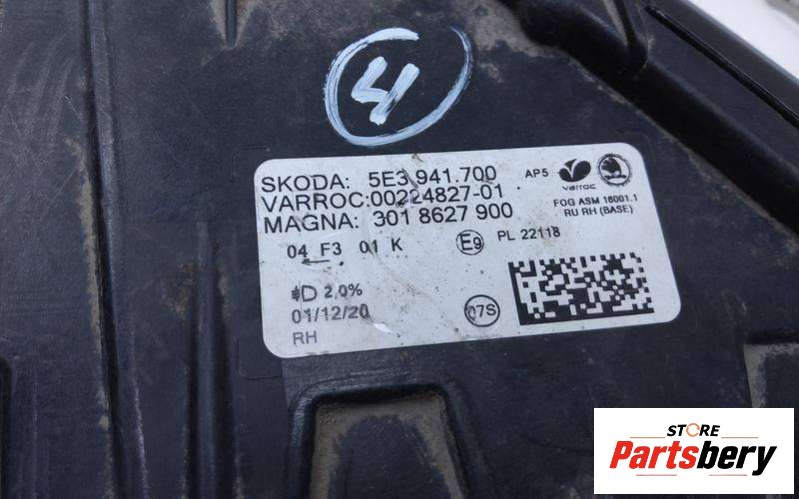 4
SKODA: 5E3.941.700 AP5
varroc
VARROC:00224827-01
FOG ASM 16001.1
MAGNA: 301 8627 900
RU RH (BASE)
04 F3 01 K E9 PL 22118
D 2,0%
01/12/20 07S
RH
STORE
Partsbery